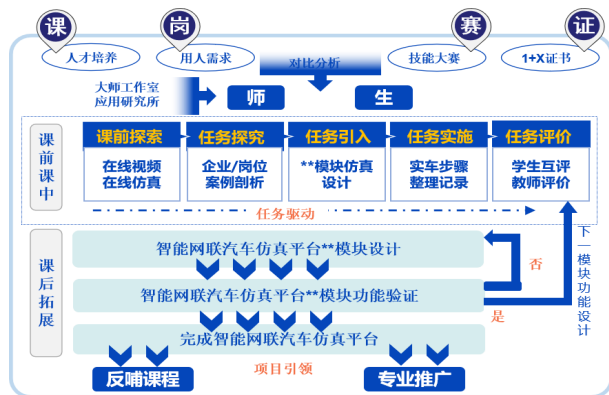 课
岗
赛
证
人才培养
用人需求
对比分析
技能大赛
1+X证书
大师工作室
应用研究所
师
生
课前课中
课前探索
任务探究
任务引入
任务实施
任务评价
在线视频
在线仿真
企业/岗位
案例剖析
**模块仿真
设计
实车步骤
整理记录
学生互评
教师评价
任务驱动
课后拓展
智能网联汽车仿真平台**模块设计
智能网联汽车仿真平台**模块功能验证
完成智能网联汽车仿真平台
否
是
下一模块功能设计
反哺课程
项目引领
专业推广